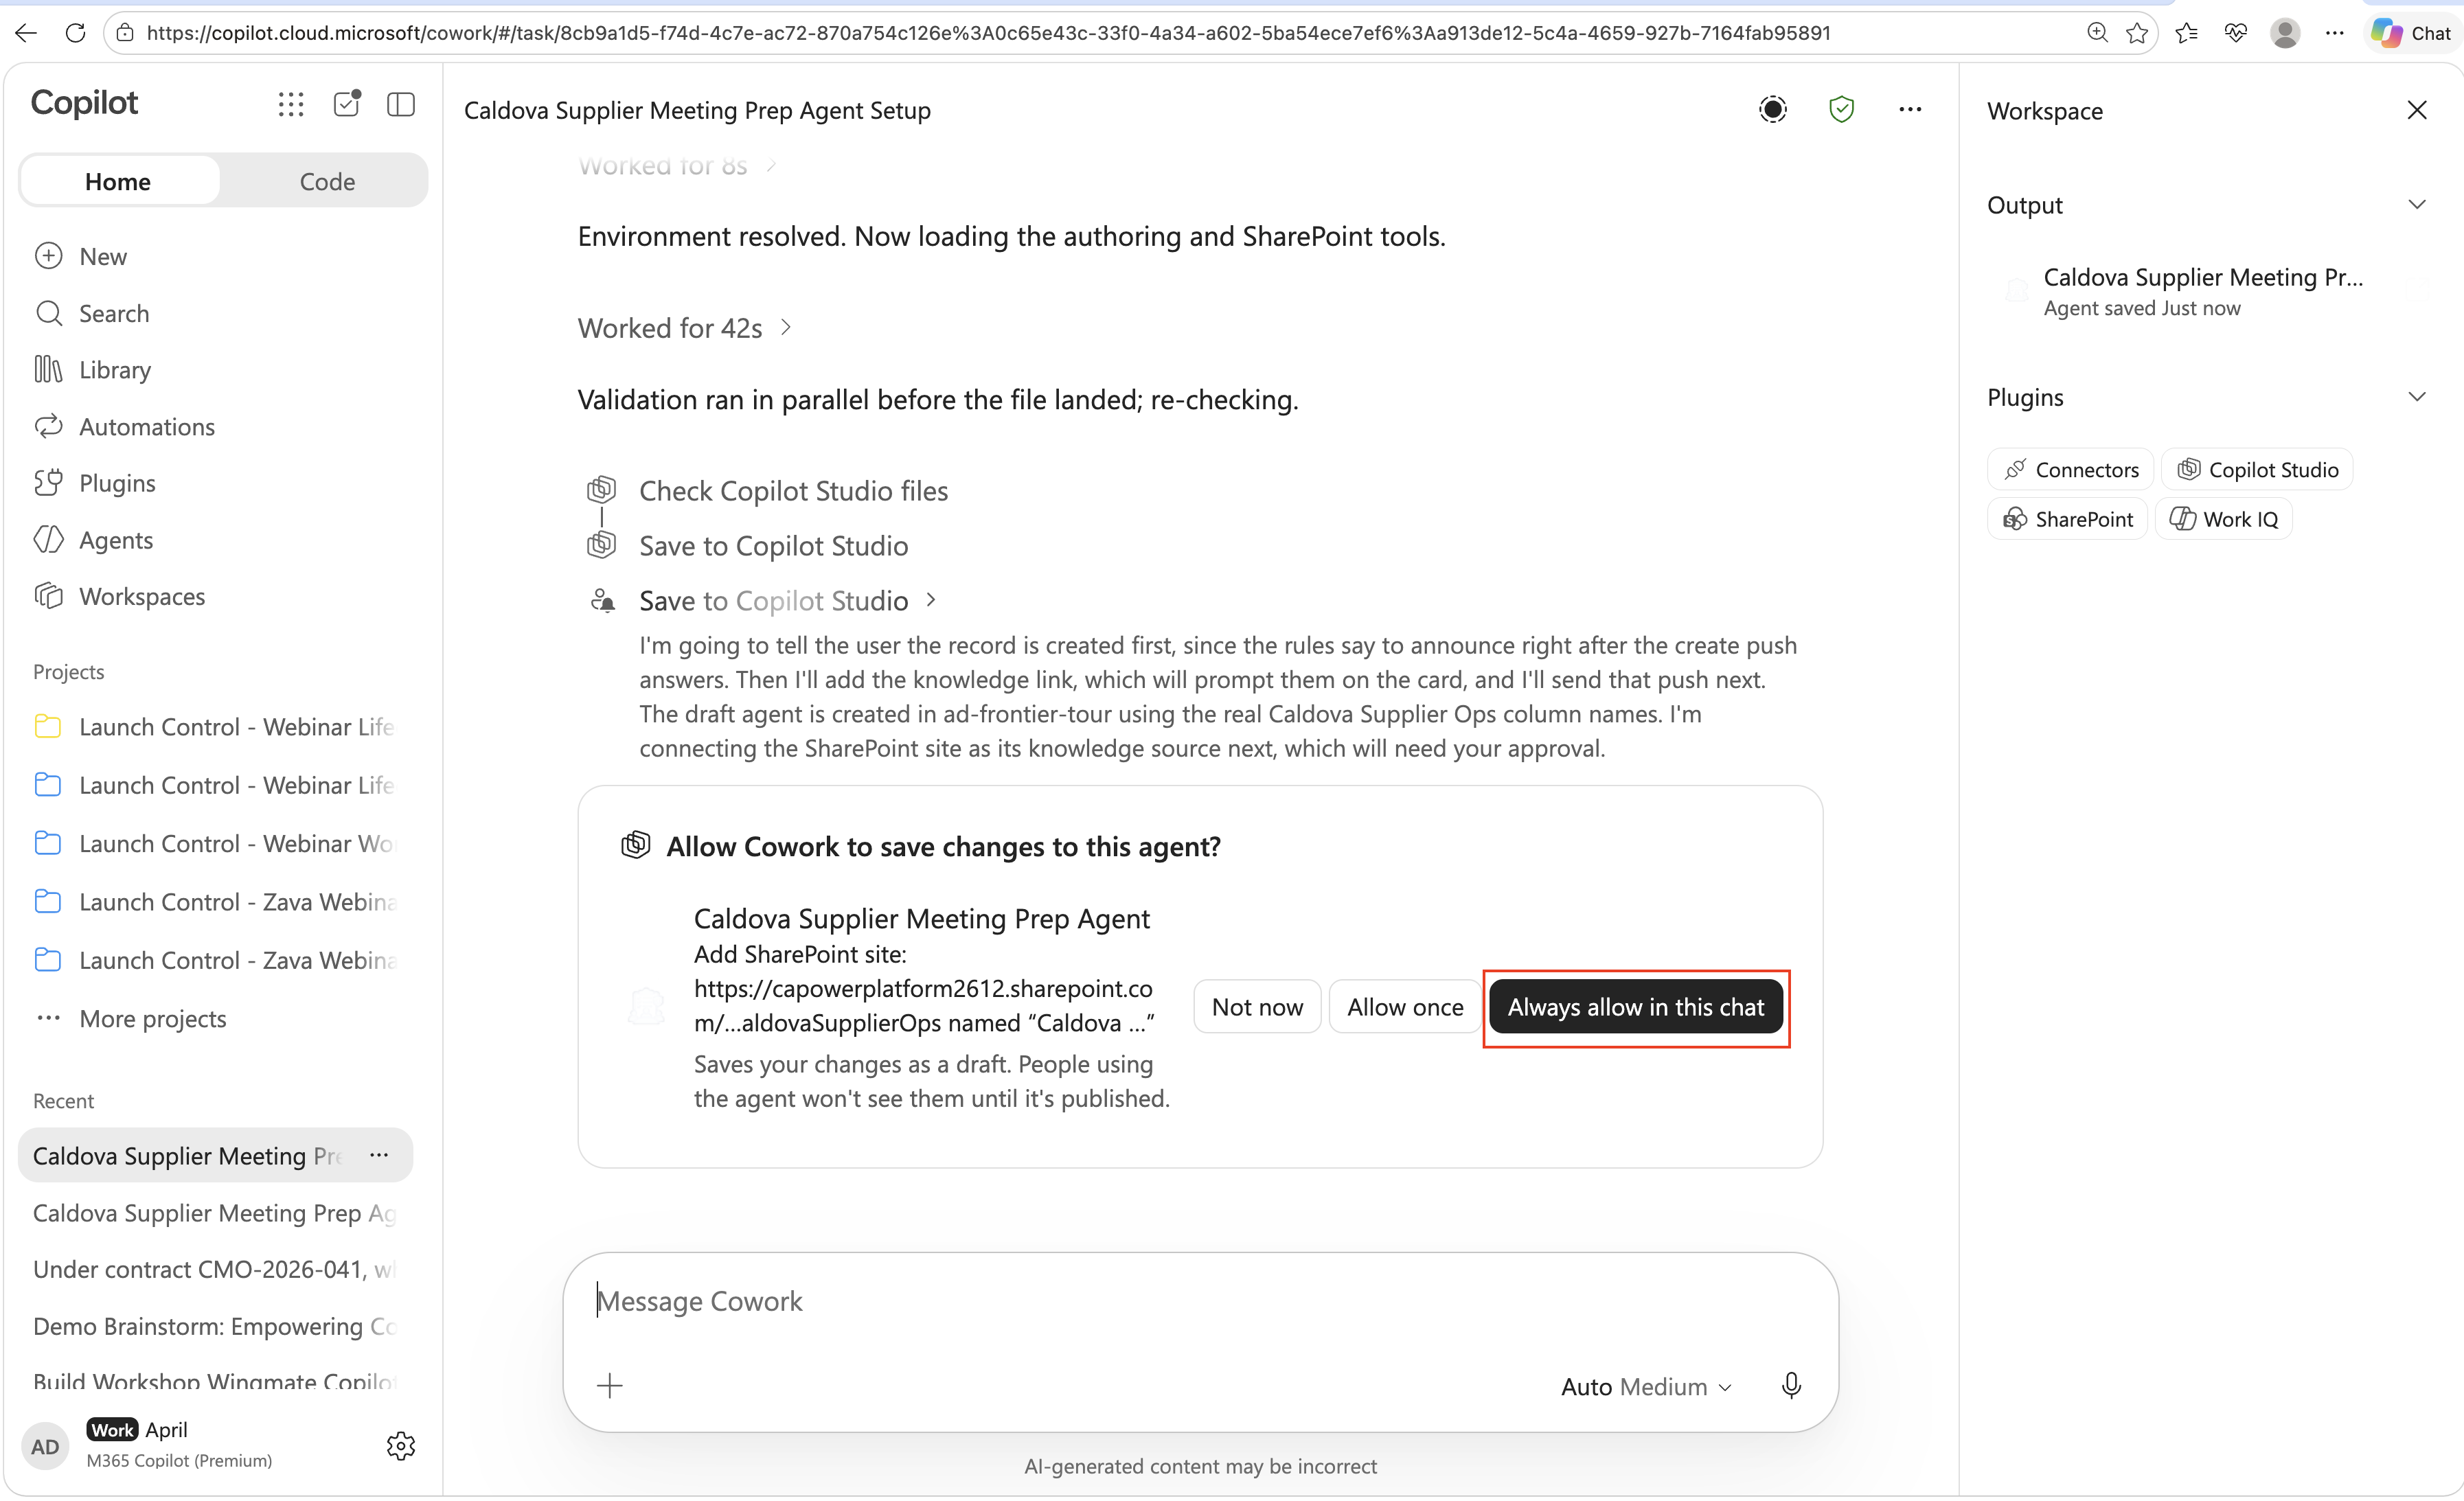 https://copilot.cloud.microsoft/cowork/#/task/8cb9a1d5-f74d-4c7e-ac72-870a754c126e%3A0c65e43c-33f0-4a34-a602-5ba54ece7ef6%3Aa913de12-5c4a-4659-927b-7164fab95891
Chat
Copilot
Home
Code
New
Search
Library
Automations
Plugins
Agents
Workspaces
Projects
Launch Control - Webinar Life
Launch Control - Webinar Life
Launch Control - Webinar Wo
Launch Control - Zava Webina
Launch Control - Zava Webina
More projects
Recent
Caldova Supplier Meeting Pre
Caldova Supplier Meeting Prep Ag
Under contract CMO-2026-041, wh
Demo Brainstorm: Empowering Co
Build Workshop Wingmate Copilot
AD
Work April
M365 Copilot (Premium)
Caldova Supplier Meeting Prep Agent Setup
Worked for 8s
Environment resolved. Now loading the authoring and SharePoint tools.
Worked for 42s
Validation ran in parallel before the file landed; re-checking.
Check Copilot Studio files
Save to Copilot Studio
Save to Copilot Studio
I'm going to tell the user the record is created first, since the rules say to announce right after the create push
answers. Then I'll add the knowledge link, which will prompt them on the card, and I'll send that push next.
The draft agent is created in ad-frontier-tour using the real Caldova Supplier Ops column names. I'm
connecting the SharePoint site as its knowledge source next, which will need your approval.
Allow Cowork to save changes to this agent?
Caldova Supplier Meeting Prep Agent
Add SharePoint site:
https://capowerplatform2612.sharepoint.co
m/...aldovaSupplierOps named “Caldova ...”
Saves your changes as a draft. People using
the agent won't see them until it's published.
Not now
Allow once
Always allow in this chat
Message Cowork
Auto Medium
AI-generated content may be incorrect
Workspace
Output
Caldova Supplier Meeting Pr...
Agent saved Just now
Plugins
Connectors
Copilot Studio
SharePoint
Work IQ